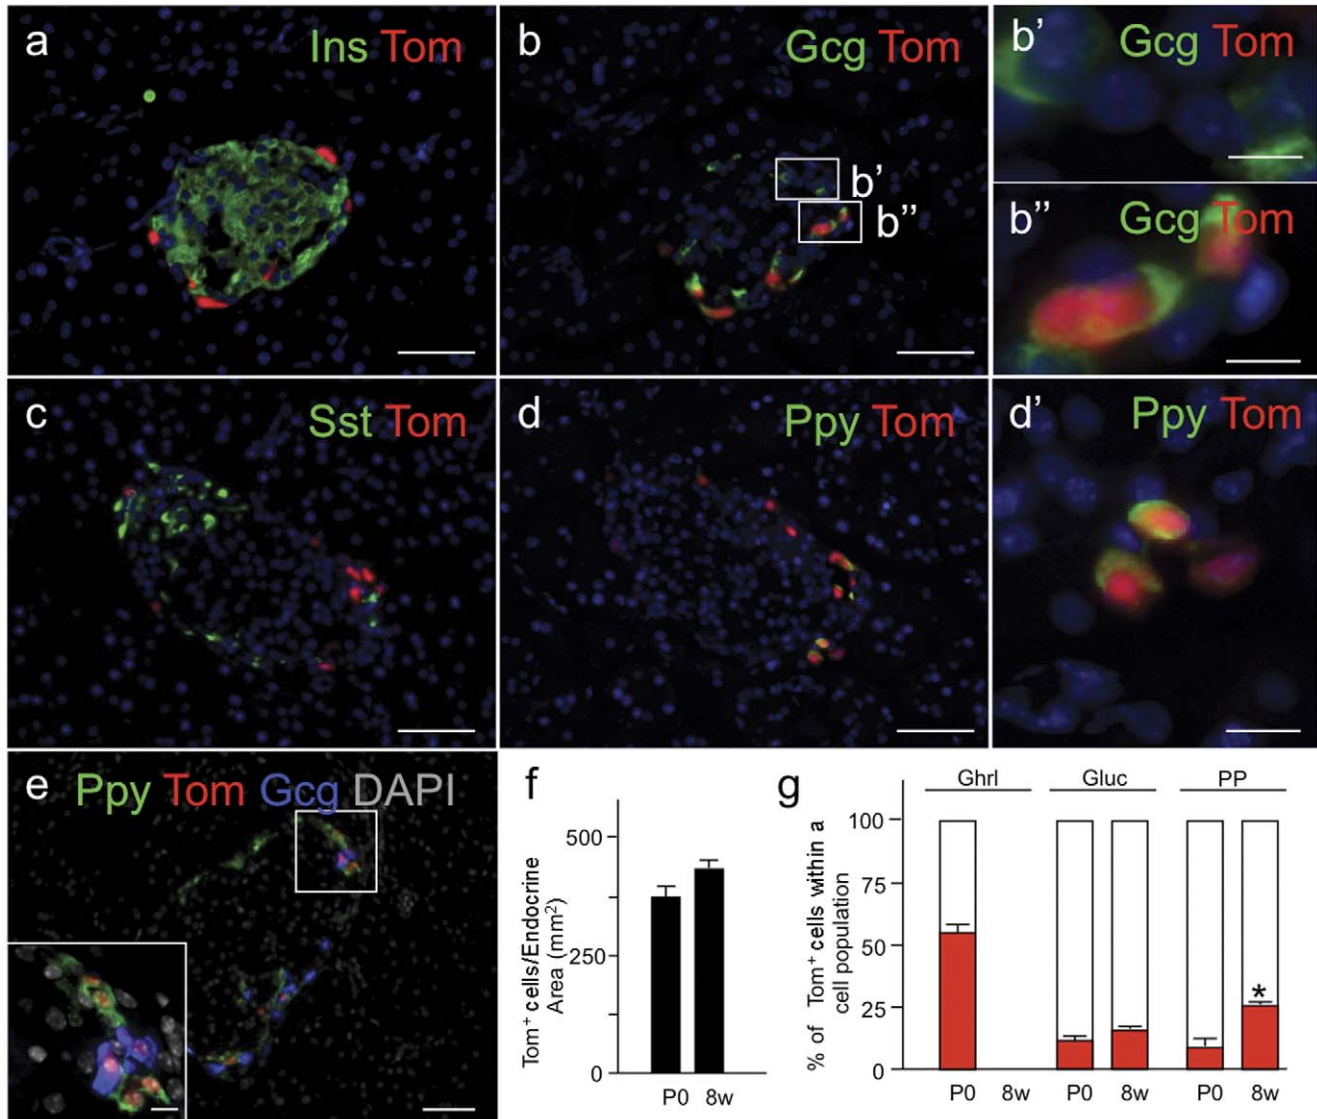 a
Ins Tom
b
Gcg Tom
b'
b''
b'
Gcg Tom
b''
Gcg Tom
c
Sst Tom
d
Ppy Tom
d'
Ppy Tom
e
Ppy Tom Gcg DAPI
f
Tom+ cells/Endocrine
Area (mm2)
500
250
0
P0 8w
g
% of Tom+ cells within a
cell population
Ghrl Gluc PP
100
75
50
25
0
*
P0 8w P0 8w P0 8w